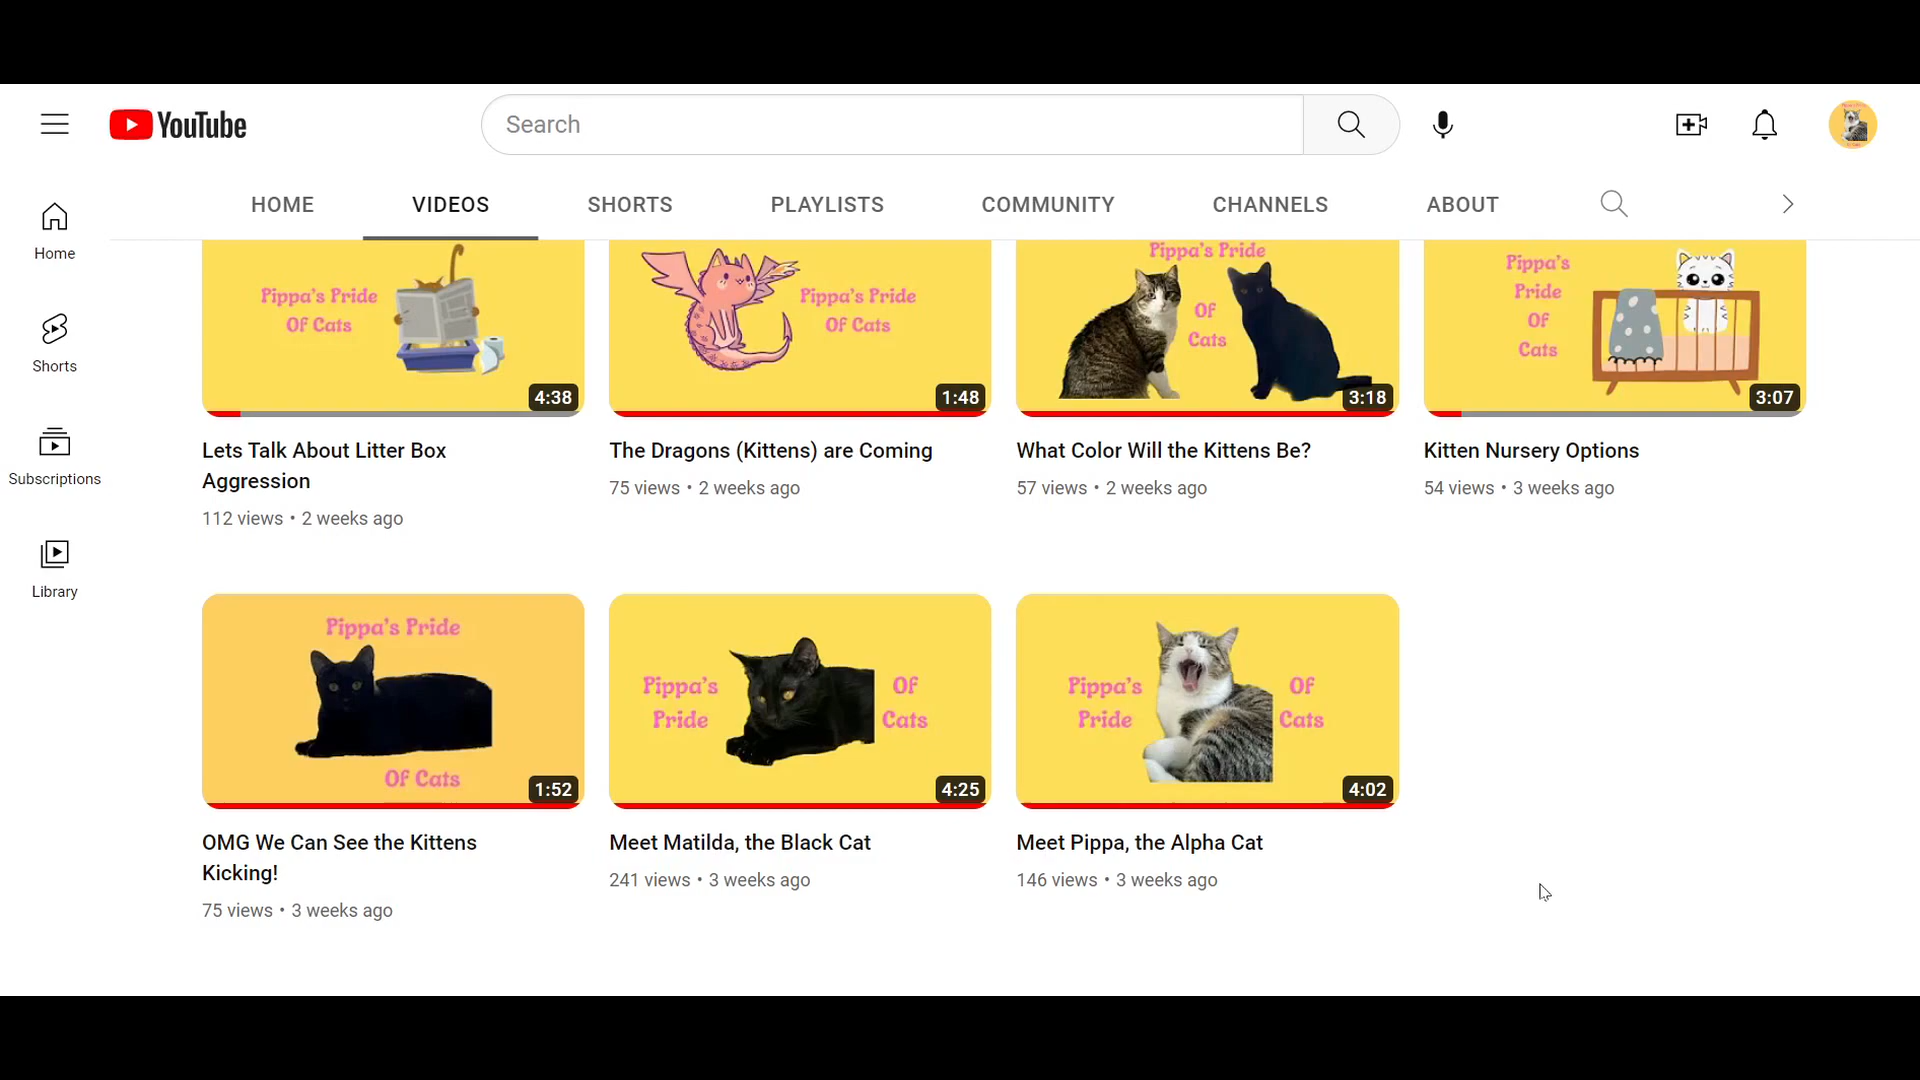 YouTube
Search
HOME
VIDEOS
SHORTS
PLAYLISTS
COMMUNITY
CHANNELS
ABOUT
Home
Shorts
Subscriptions
Library
Pippa's Pride
Of Cats
4:38
Lets Talk About Litter Box
Aggression
112 views • 2 weeks ago
Pippa's Pride
Of Cats
1:48
The Dragons (Kittens) are Coming
75 views • 2 weeks ago
Pippa's Pride
Of
Cats
3:18
What Color Will the Kittens Be?
57 views • 2 weeks ago
Pippa's
Pride
Of
Cats
3:07
Kitten Nursery Options
54 views • 3 weeks ago
Pippa's Pride
Of Cats
1:52
OMG We Can See the Kittens
Kicking!
75 views • 3 weeks ago
Pippa's
Pride
Of
Cats
4:25
Meet Matilda, the Black Cat
241 views • 3 weeks ago
Pippa's
Pride
Of
Cats
4:02
Meet Pippa, the Alpha Cat
146 views • 3 weeks ago